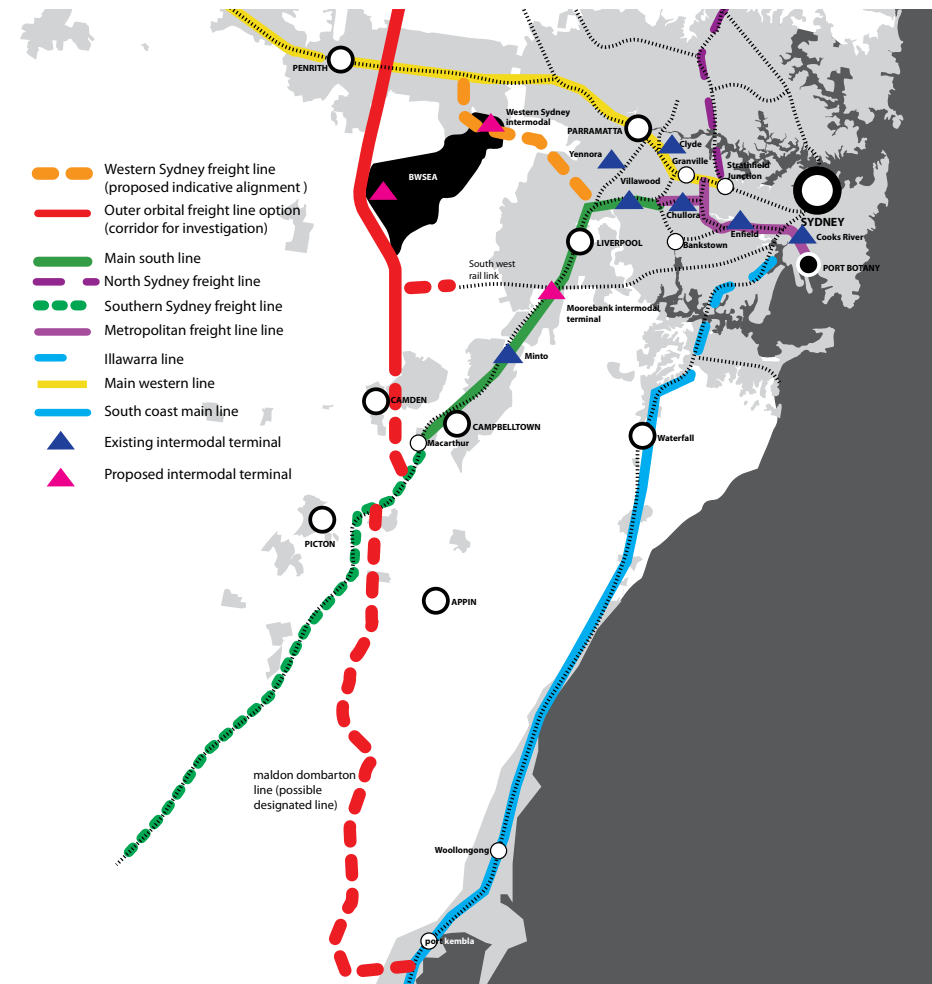 PENRITH
Western Sydney
intermodal
PARRAMATTA
Clyde
Yennora
Granville
Strathfield
Junction
Villawood
BWSEA
Western Sydney freight line
(proposed indicative alignment )
Outer orbital freight line option
(corridor for investigation)
Main south line
North Sydney freight line
Southern Sydney freight line
Metropolitan freight line line
Illawarra line
Main western line
South coast main line
Existing intermodal terminal
Proposed intermodal terminal
Chullora
SYDNEY
Enfield
Cooks River
LIVERPOOL
Bankstown
PORT BOTANY
South west
rail link
Moorebank intermodal
terminal
Minto
CAMDEN
CAMPBELLTOWN
Macarthur
Waterfall
PICTON
APPIN
maldon dombarton
line (possible
designated line)
Woollongong
port kembla